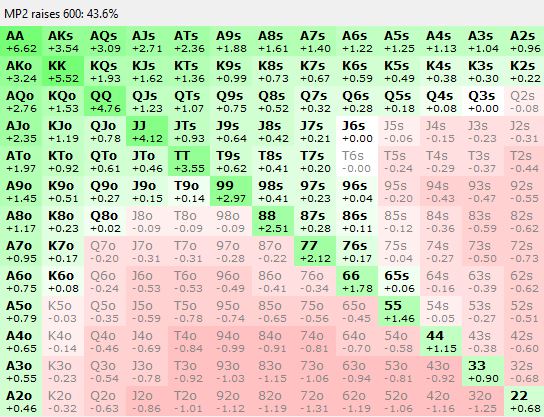 MP2 raises 600: 43.6%
AA AKs AQs AJs ATs A9s A8s A7s A6s A5s A4s A3s A2s
+6.62 +3.54 +3.09 +2.71 +2.36 +1.88 +1.61 +1.40 +1.22 +1.25 +1.13 +1.04 +0.96
AKo KK KQs KJs KTs K9s K8s K7s K6s K5s K4s K3s K2s
+3.24 +5.52 +1.93 +1.62 +1.36 +0.99 +0.73 +0.67 +0.59 +0.49 +0.38 +0.30 +0.22
AQo KQo QQ QJs QTs Q9s Q8s Q7s Q6s Q5s Q4s Q3s Q2s
+2.76 +1.53 +4.76 +1.23 +1.07 +0.75 +0.52 +0.32 +0.28 +0.18 +0.08 +0.00 -0.08
AJo KJo QJo JJ JTs J9s J8s J7s J6s J5s J4s J3s J2s
+2.35 +1.19 +0.78 +4.12 +0.93 +0.64 +0.42 +0.21 +0.00 -0.06 -0.15 -0.23 -0.31
ATo KTo QTo JTo TT T9s T8s T7s T6s T5s T4s T3s T2s
+1.97 +0.92 +0.61 +0.46 +3.55 +0.62 +0.41 +0.20 -0.00 -0.24 -0.29 -0.37 -0.44
A9o K9o Q9o J9o T9o 99 98s 97s 96s 95s 94s 93s 92s
+1.45 +0.51 +0.27 +0.15 +0.14 +2.97 +0.41 +0.23 +0.04 -0.20 -0.43 -0.47 -0.55
A8o K8o Q8o J8o T8o 98o 88 87s 86s 85s 84s 83s 82s
+1.17 +0.23 +0.02 -0.09 -0.09 -0.09 +2.51 +0.28 +0.11 -0.12 -0.36 -0.59 -0.62
A7o K7o Q7o J7o T7o 97o 87o 77 76s 75s 74s 73s 72s
+0.95 +0.17 -0.20 -0.31 -0.31 -0.28 -0.22 +2.12 +0.17 -0.04 -0.27 -0.50 -0.73
A6o K6o Q6o J6o T6o 96o 86o 76o 66 65s 64s 63s 62s
+0.75 +0.08 -0.24 -0.53 -0.53 -0.49 -0.41 -0.34 +1.78 +0.06 -0.16 -0.39 -0.61
A5o K5o Q5o J5o T5o 95o 85o 75o 65o 55 54s 53s 52s
+0.79 -0.03 -0.35 -0.59 -0.78 -0.74 -0.65 -0.56 -0.45 +1.46 -0.05 -0.27 -0.51
A4o K4o Q4o J4o T4o 94o 84o 74o 64o 54o 44 43s 42s
+0.65 -0.14 -0.46 -0.69 -0.84 -0.99 -0.91 -0.81 -0.70 -0.58 +1.15 -0.38 -0.60
A3o K3o Q3o J3o T3o 93o 83o 73o 63o 53o 43o 33 32s
+0.55 -0.23 -0.54 -0.78 -0.92 -1.03 -1.15 -1.06 -0.94 -0.81 -0.92 +0.90 -0.68
A2o K2o Q2o J2o T2o 92o 82o 72o 62o 52o 42o 32o 22
+0.46 -0.32 -0.63 -0.86 -1.01 -1.12 -1.19 -1.31 -1.19 -1.06 -1.16 -1.24 +0.68